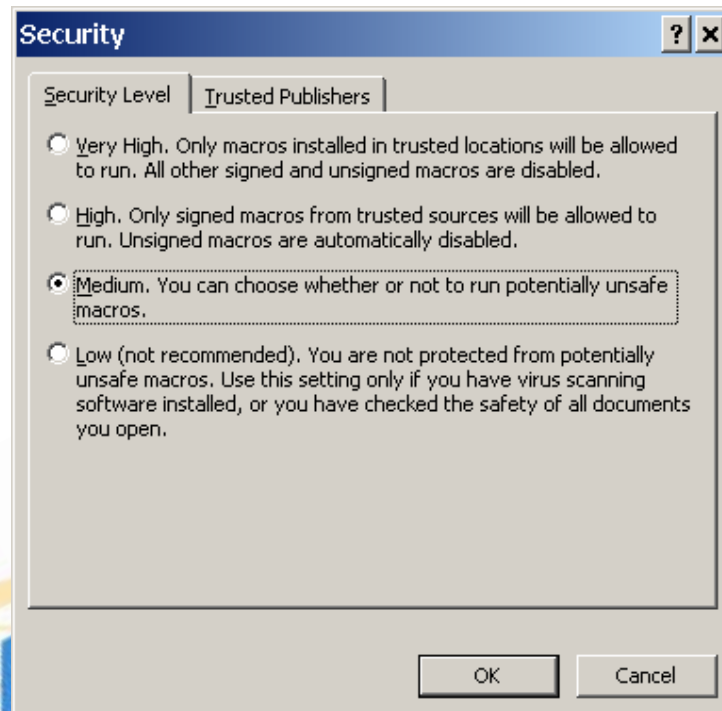 Security
Security Level Trusted Publishers
Very High. Only macros installed in trusted locations will be allowed
to run. All other signed and unsigned macros are disabled.
High. Only signed macros from trusted sources will be allowed to
run. Unsigned macros are automatically disabled.
Medium. You can choose whether or not to run potentially unsafe
macros.
Low (not recommended). You are not protected from potentially
unsafe macros. Use this setting only if you have virus scanning
software installed, or you have checked the safety of all documents
you open.
OK Cancel